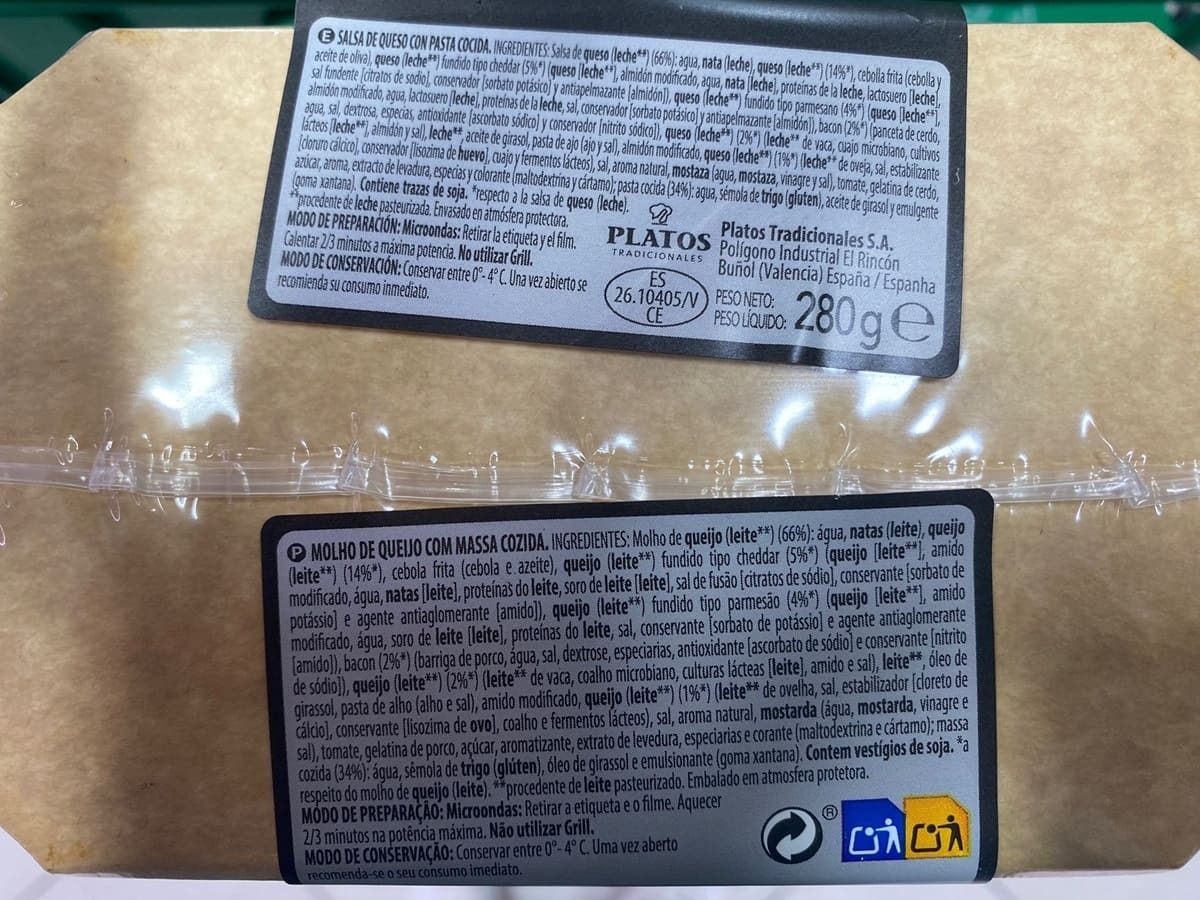 E SALSA DE QUESO CON PASTA COCIDA. INGREDIENTES: Salsa de queso (leche**) (66%): agua, nata (leche), queso (leche**) (14%*), cebolla frita (cebolla y
aceite de oliva), queso (leche**) fundido tipo cheddar (5%*) (queso [leche**], almidón modificado, agua, nata [leche], proteínas de la leche, lactosuero [leche],
sal fundente [citratos de sodio], conservador [sorbato potásico] y antiapelmazante [almidón]), queso (leche**) fundido tipo parmesano (4%*) (queso [leche**],
almidón modificado, agua, lactosuero [leche], proteínas de la leche, sal, conservador [sorbato potásico] y antiapelmazante [almidón]), bacon (2%*) (panceta de cerdo,
agua, sal, dextrosa, especias, antioxidante [ascorbato sódico] y conservador [nitrito sódico]), queso (leche**) (2%*) (leche** de vaca, cuajo microbiano, cultivos
lácteos [leche**], almidón y sal), leche**, aceite de girasol, pasta de ajo (ajo y sal), almidón modificado, queso (leche**) (1%*) (leche** de oveja, sal, estabilizante
[cloruro cálcico], conservador [lisozima de huevo], cuajo y fermentos lácteos), sal, aroma natural, mostaza (agua, mostaza, vinagre y sal), tomate, gelatina de cerdo,
azúcar, aroma, extracto de levadura, especias y colorante (maltodextrina y cártamo); pasta cocida (34%): agua, sémola de trigo (gluten), aceite de girasol y emulgente
(goma xantana). Contiene trazas de soja. *respecto a la salsa de queso (leche).
**procedente de leche pasteurizada. Envasado en atmósfera protectora.
MODO DE PREPARACIÓN: Microondas: Retirar la etiqueta y el film.
Calentar 2/3 minutos a máxima potencia. No utilizar Grill.
MODO DE CONSERVACIÓN: Conservar entre 0°- 4° C. Una vez abierto se
recomienda su consumo inmediato.
PLATOS
TRADICIONALES
Platos Tradicionales S.A.
Polígono Industrial El Rincón
Buñol (Valencia) España / Espanha
ES
26.10405/V
CE
PESO NETO:
PESO LÍQUIDO:
280g e
P MOLHO DE QUEIJO COM MASSA COZIDA. INGREDIENTES: Molho de queijo (leite**) (66%): água, natas (leite), queijo
(leite**) (14%*), cebola frita (cebola e azeite), queijo (leite**) fundido tipo cheddar (5%*) (queijo [leite**], amido
modificado, água, natas [leite], proteínas do leite, soro de leite [leite], sal de fusão [citratos de sódio], conservante [sorbato de
potássio] e agente antiaglomerante [amido]), queijo (leite**) fundido tipo parmesão (4%*) (queijo [leite**], amido
modificado, água, soro de leite [leite], proteínas do leite, sal, conservante [sorbato de potássio] e agente antiaglomerante
[amido]), bacon (2%*) (barriga de porco, água, sal, dextrose, especiarias, antioxidante [ascorbato de sódio] e conservante [nitrito
de sódio]), queijo (leite**) (2%*) (leite** de vaca, coalho microbiano, culturas lácteas [leite], amido e sal), leite**, óleo de
girassol, pasta de alho (alho e sal), amido modificado, queijo (leite**) (1%*) (leite** de ovelha, sal, estabilizador [cloreto de
cálcio], conservante [lisozima de ovo], coalho e fermentos lácteos), sal, aroma natural, mostarda (água, mostarda, vinagre e
sal), tomate, gelatina de porco, açúcar, aromatizante, extrato de levedura, especiarias e corante (maltodextrina e cártamo); massa
cozida (34%): água, sêmola de trigo (glúten), óleo de girassol e emulsionante (goma xantana). Contem vestígios de soja. *a
respeito do molho de queijo (leite). **procedente de leite pasteurizado. Embalado em atmosfera protetora.
MODO DE PREPARAÇÃO: Microondas: Retirar a etiqueta e o filme. Aquecer
2/3 minutos na potência máxima. Não utilizar Grill.
MODO DE CONSERVAÇÃO: Conservar entre 0°- 4° C. Uma vez aberto
recomenda-se o seu consumo imediato.
®